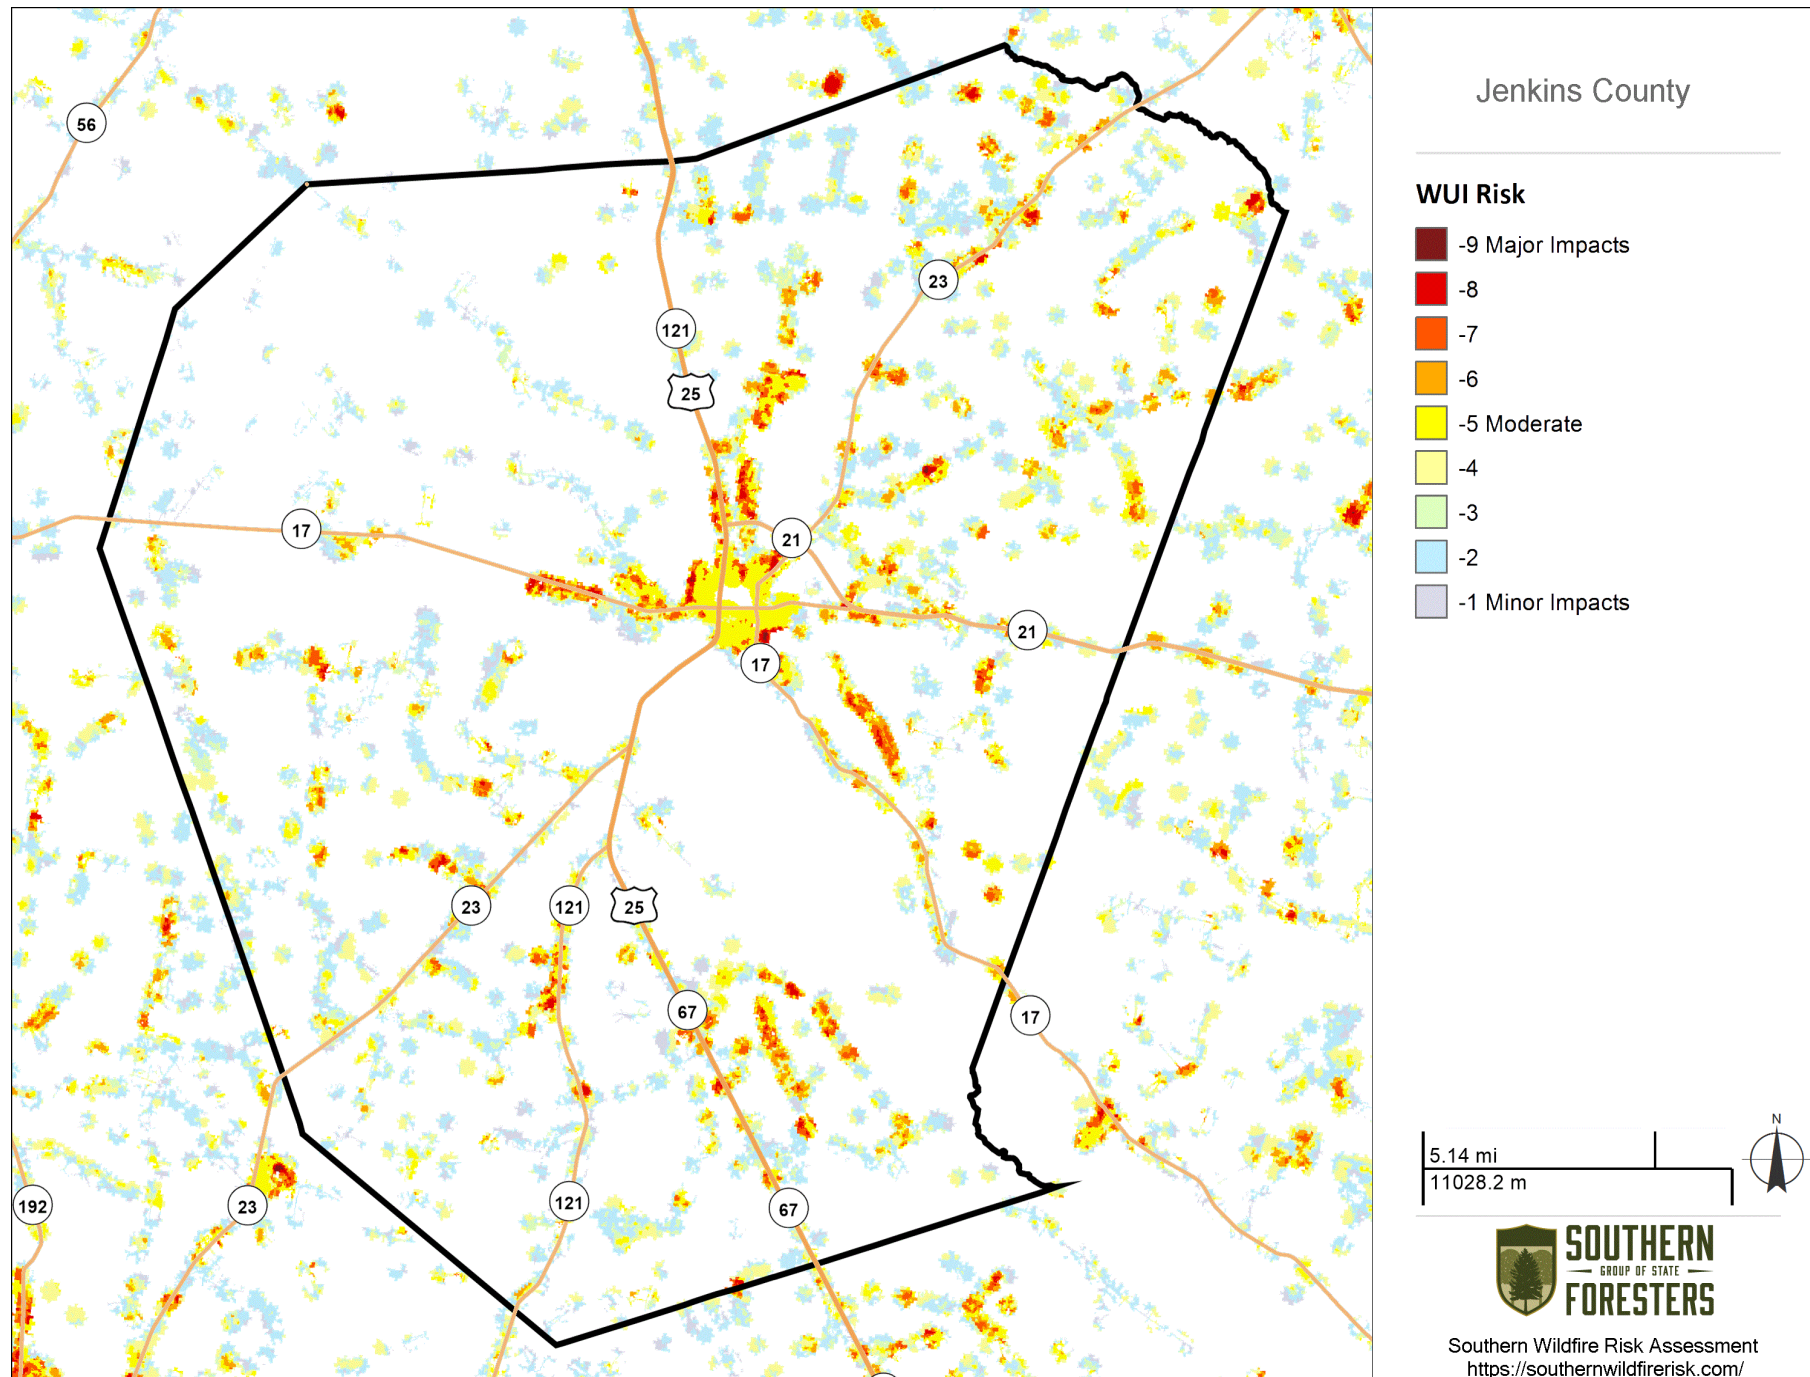 Jenkins County
WUI Risk
-9 Major Impacts
-8
-7
-6
-5 Moderate
-4
-3
-2
-1 Minor Impacts
56
23
121
25
17
21
21
17
23
121
25
67
17
192
23
121
67
N
5.14 mi
11028.2 m
SOUTHERN
GROUP OF STATE
FORESTERS
Southern Wildfire Risk Assessment
https://southernwildfirerisk.com/